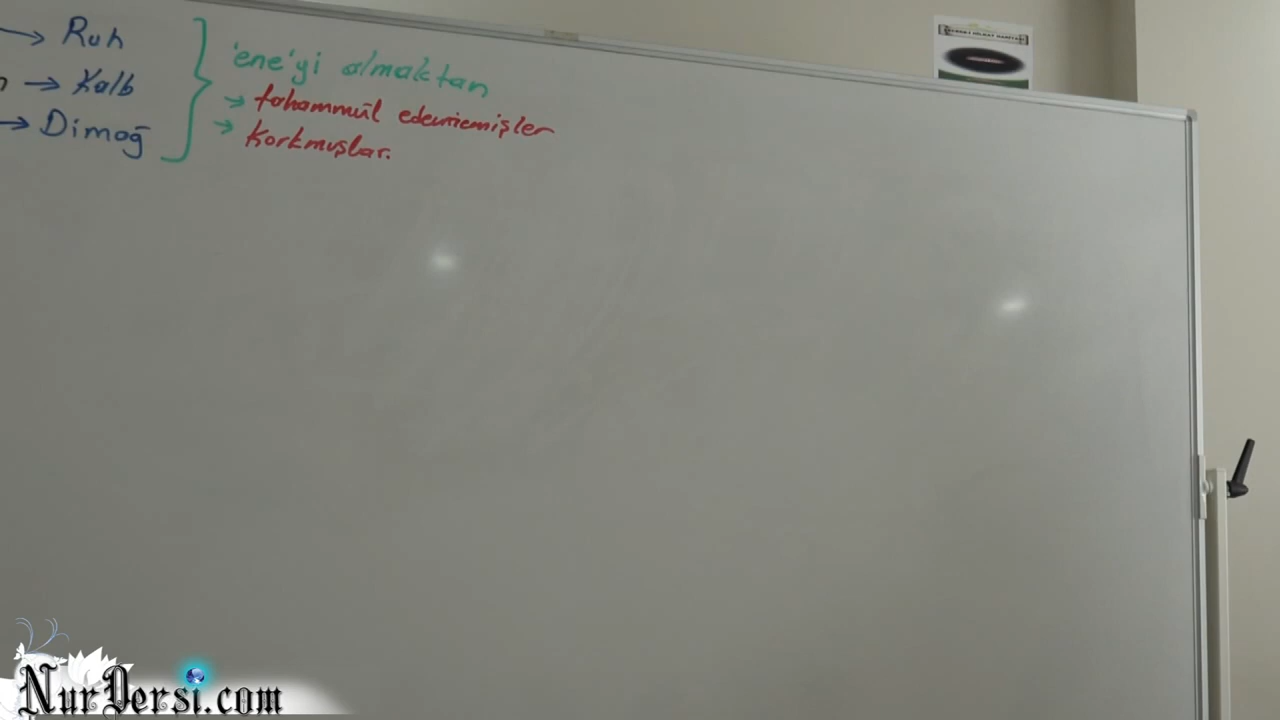 → Ruh
→ Kalb
→ Dimağ
'ene'yi almaktan
→ tahammül edememişler
→ korkmuşlar.
NurDersi.com